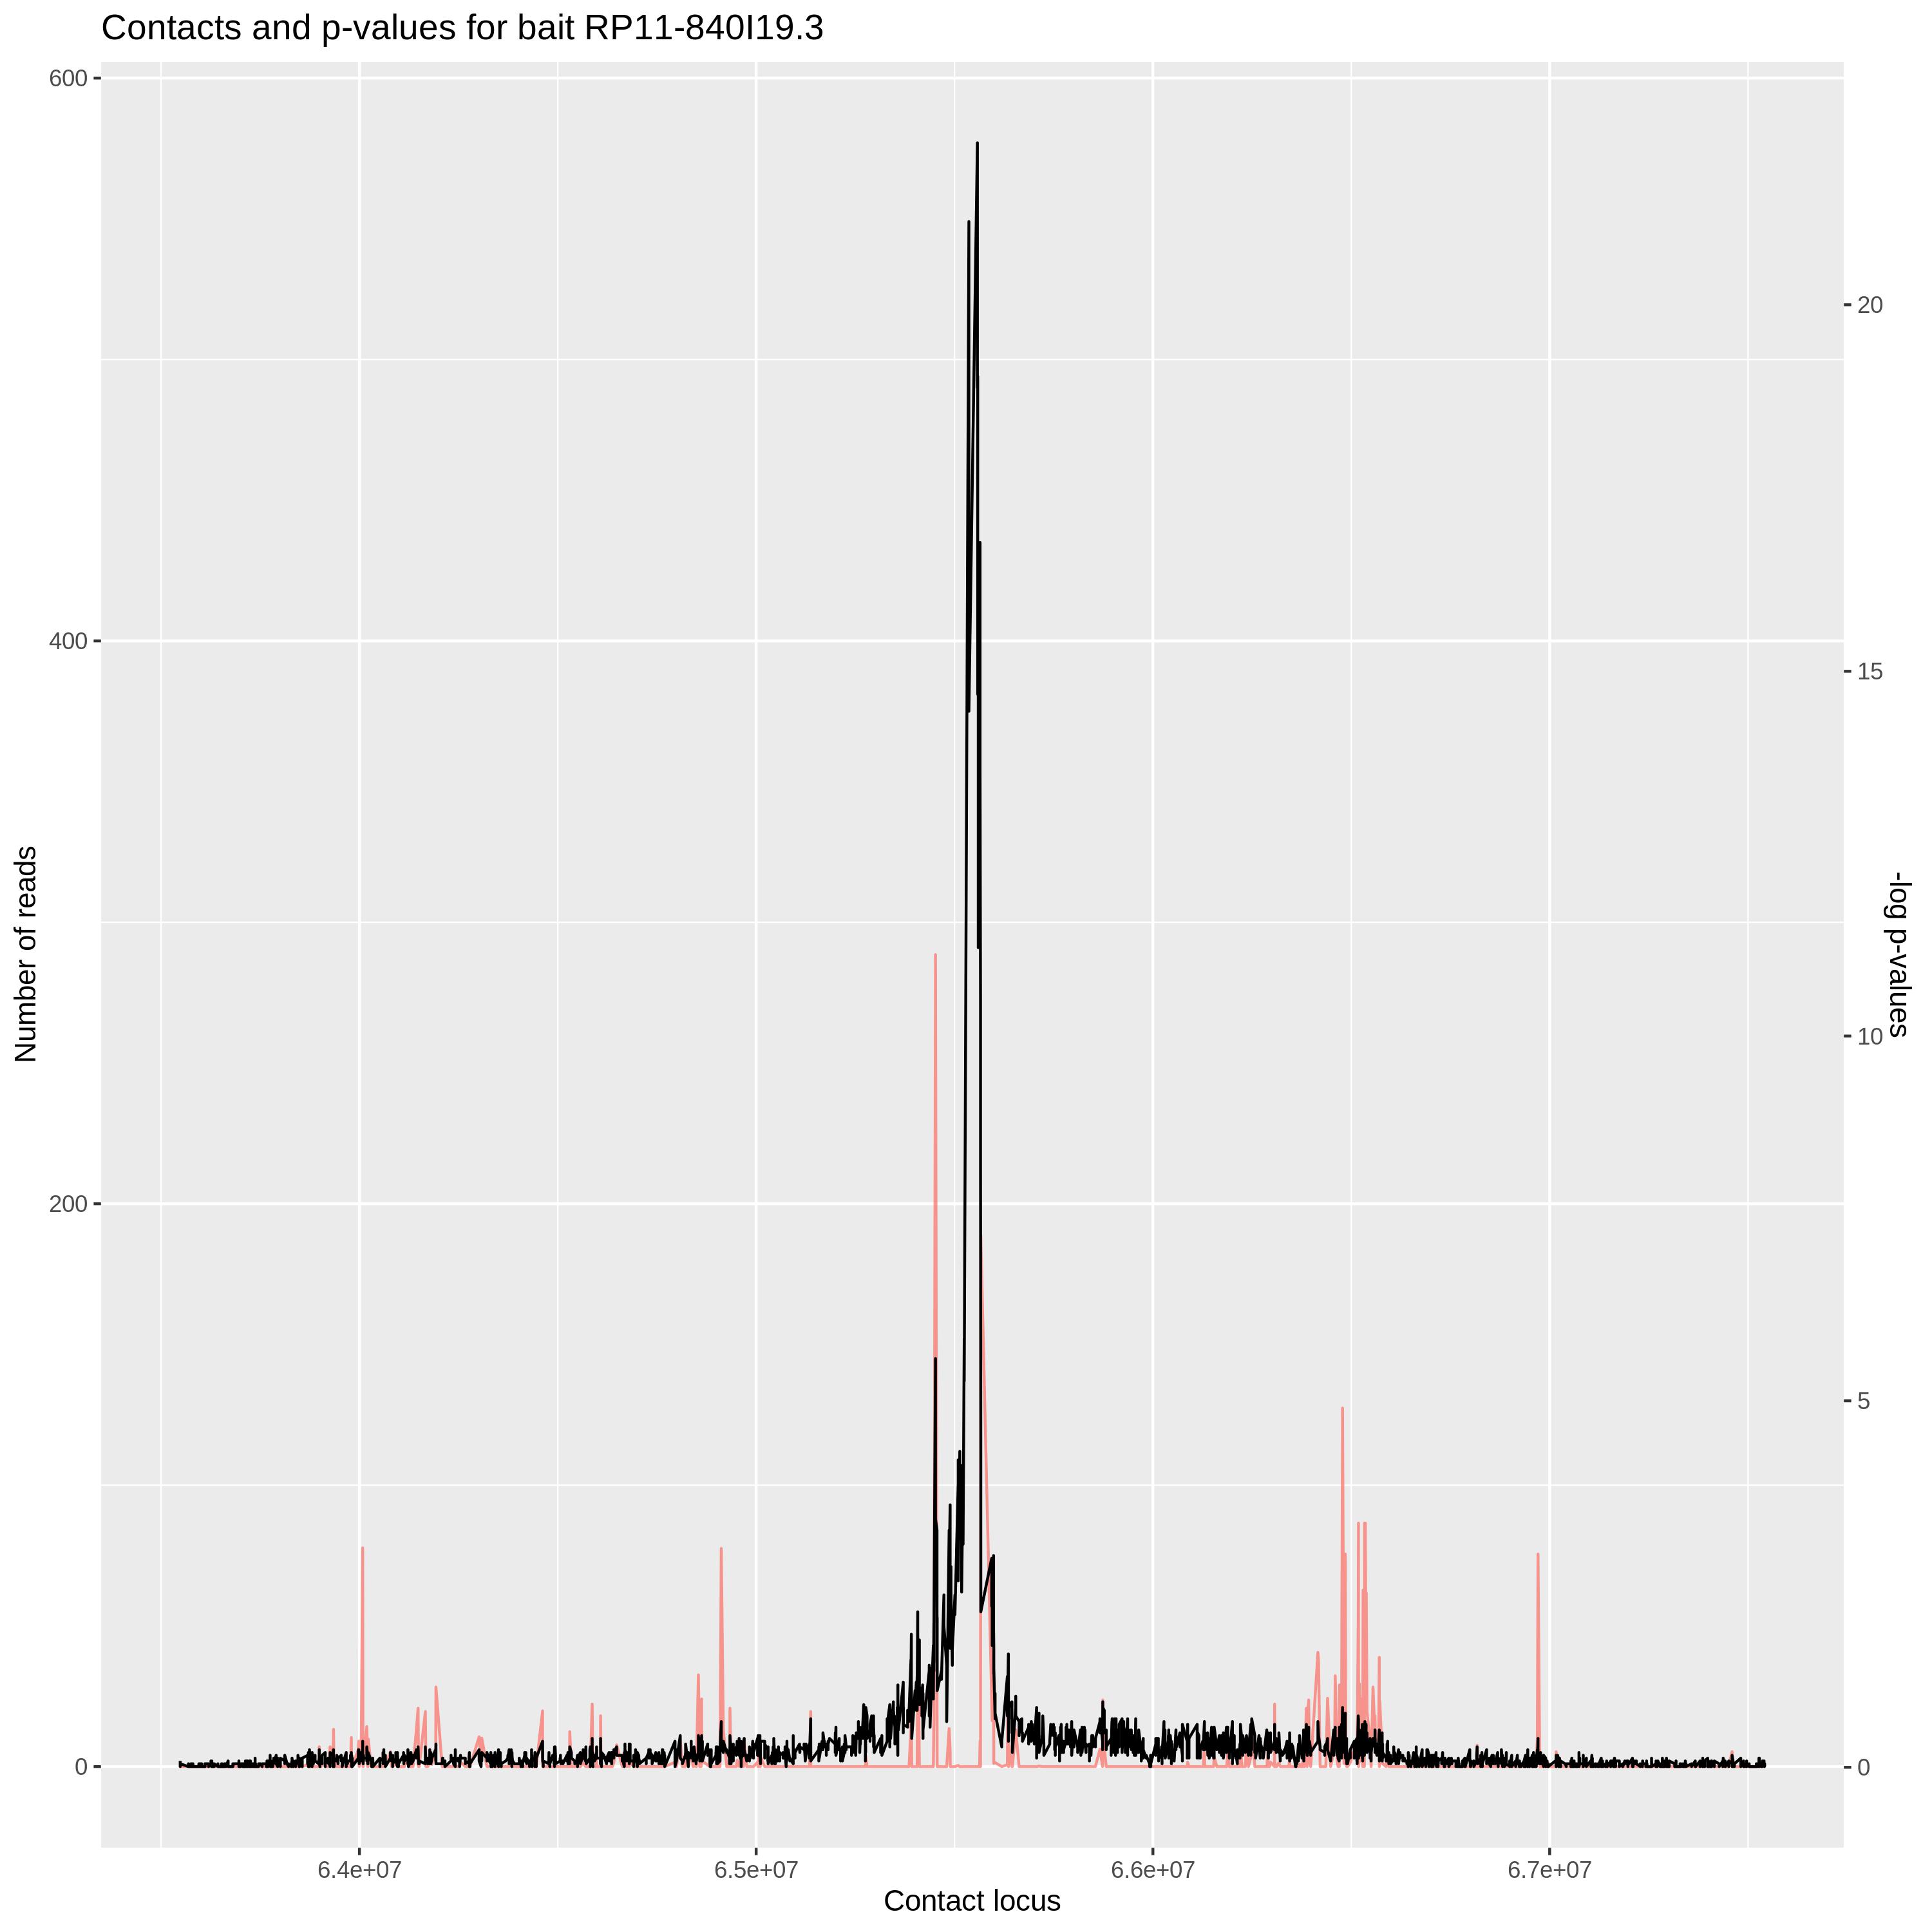 Contacts and p-values for bait RP11-840I19.3
600
400
200
0
Number of reads
20
15
10
5
0
-log p-values
6.4e+07
6.5e+07
6.6e+07
6.7e+07
Contact locus